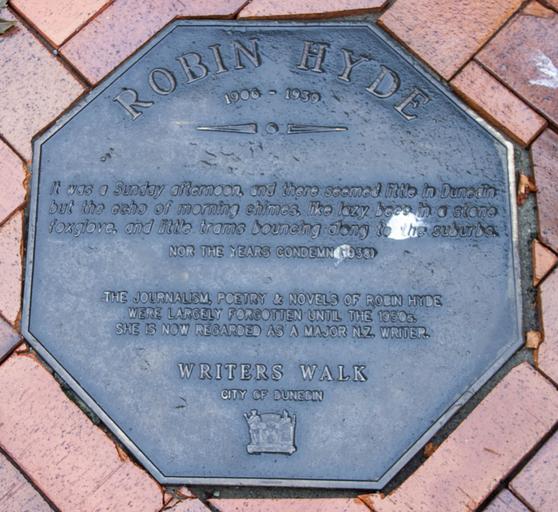 ROBIN HYDE
1906 - 1939
It was a Sunday afternoon, and there seemed little in Dunedin
but the echo of morning chimes, like lazy bees in a stone
foxglove, and little trams bouncing along to the suburbs.
NOR THE YEARS CONDEMN (1938)
THE JOURNALISM, POETRY & NOVELS OF ROBIN HYDE
WERE LARGELY FORGOTTEN UNTIL THE 1950s.
SHE IS NOW REGARDED AS A MAJOR N.Z. WRITER.
WRITERS WALK
CITY OF DUNEDIN